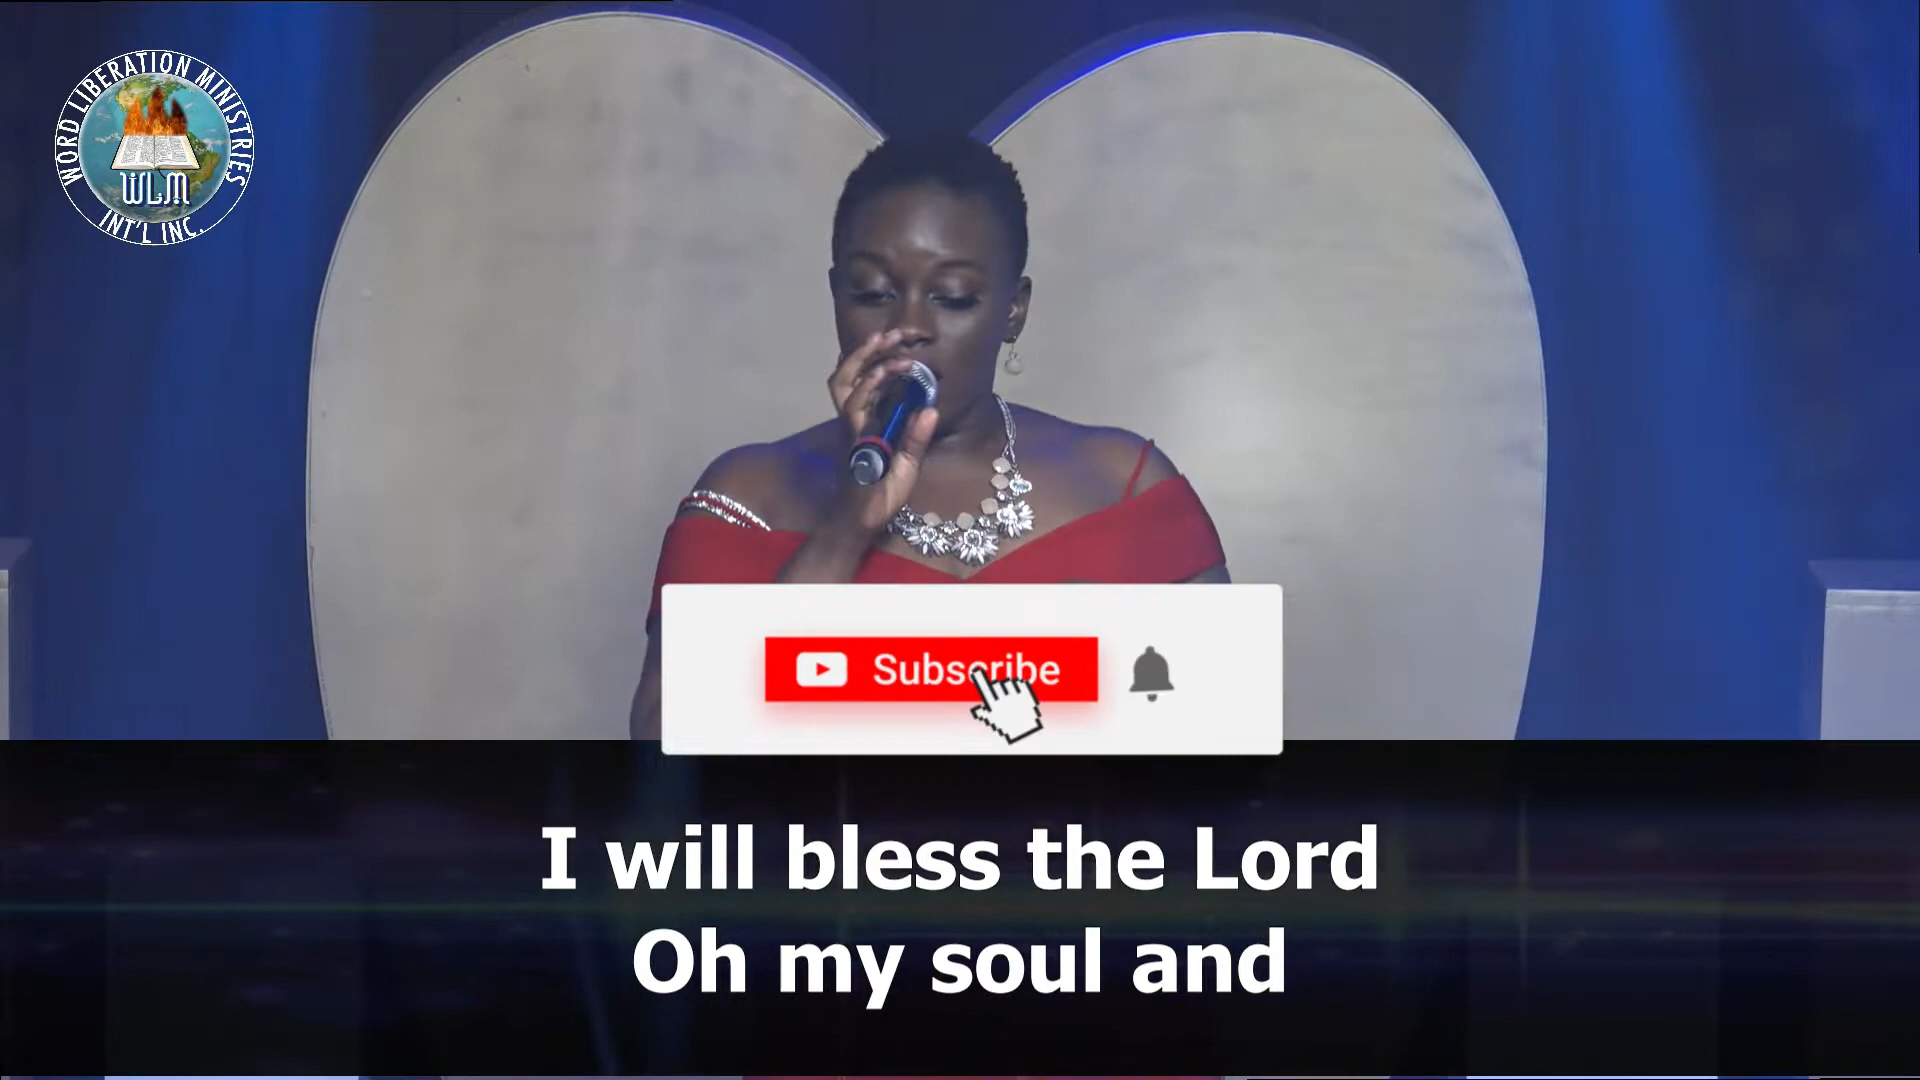 WORD LIBERATION MINISTRIES
WLM
INT'L INC.
Subscribe
I will bless the Lord
Oh my soul and